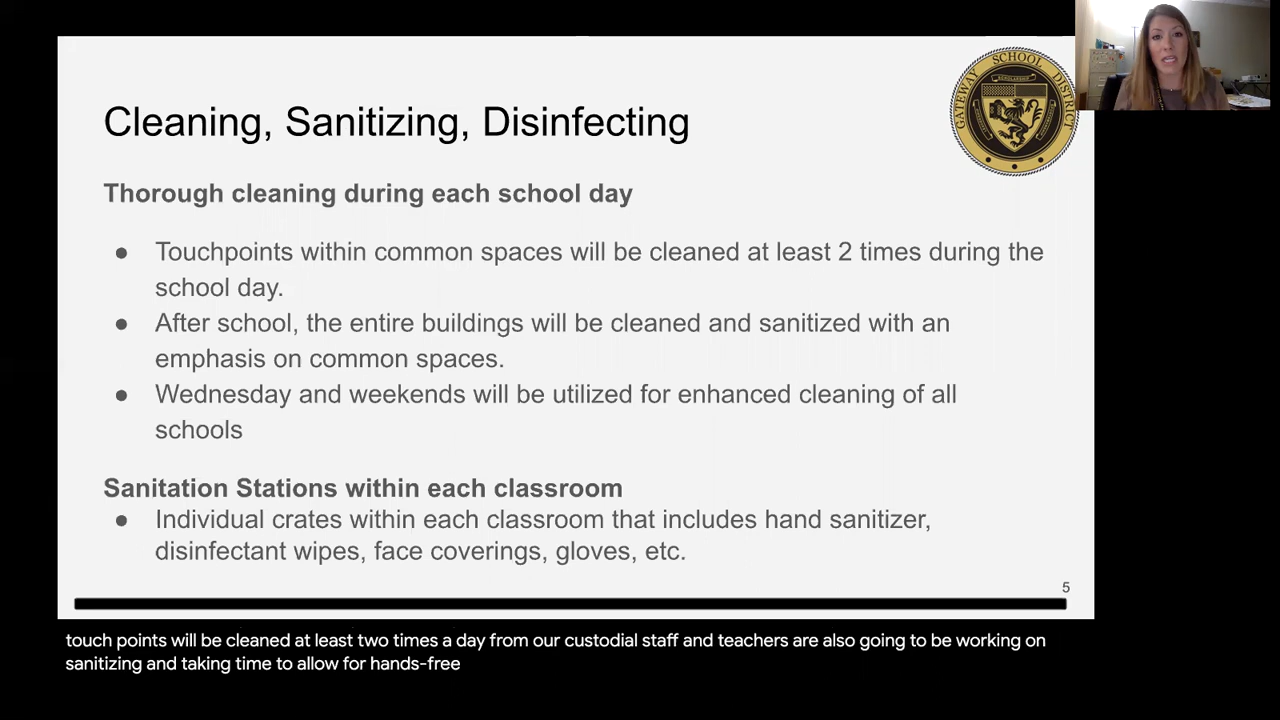 Cleaning, Sanitizing, Disinfecting
GATEWAY SCHOOL DISTRICT
Thorough cleaning during each school day
● Touchpoints within common spaces will be cleaned at least 2 times during the
school day.
● After school, the entire buildings will be cleaned and sanitized with an
emphasis on common spaces.
● Wednesday and weekends will be utilized for enhanced cleaning of all
schools
Sanitation Stations within each classroom
● Individual crates within each classroom that includes hand sanitizer,
disinfectant wipes, face coverings, gloves, etc.
5
touch points will be cleaned at least two times a day from our custodial staff and teachers are also going to be working on
sanitizing and taking time to allow for hands-free